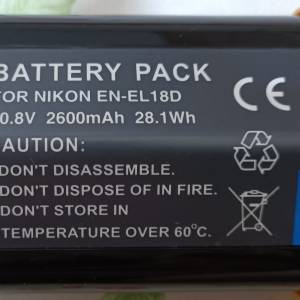 BATTERY PACK
FOR NIKON EN-EL18D
0.8V 2600mAh 28.1Wh
CAUTION:
DON'T DISASSEMBLE.
DON'T DISPOSE OF IN FIRE.
DON'T STORE IN
TEMPERATURE OVER 60°C.
CE